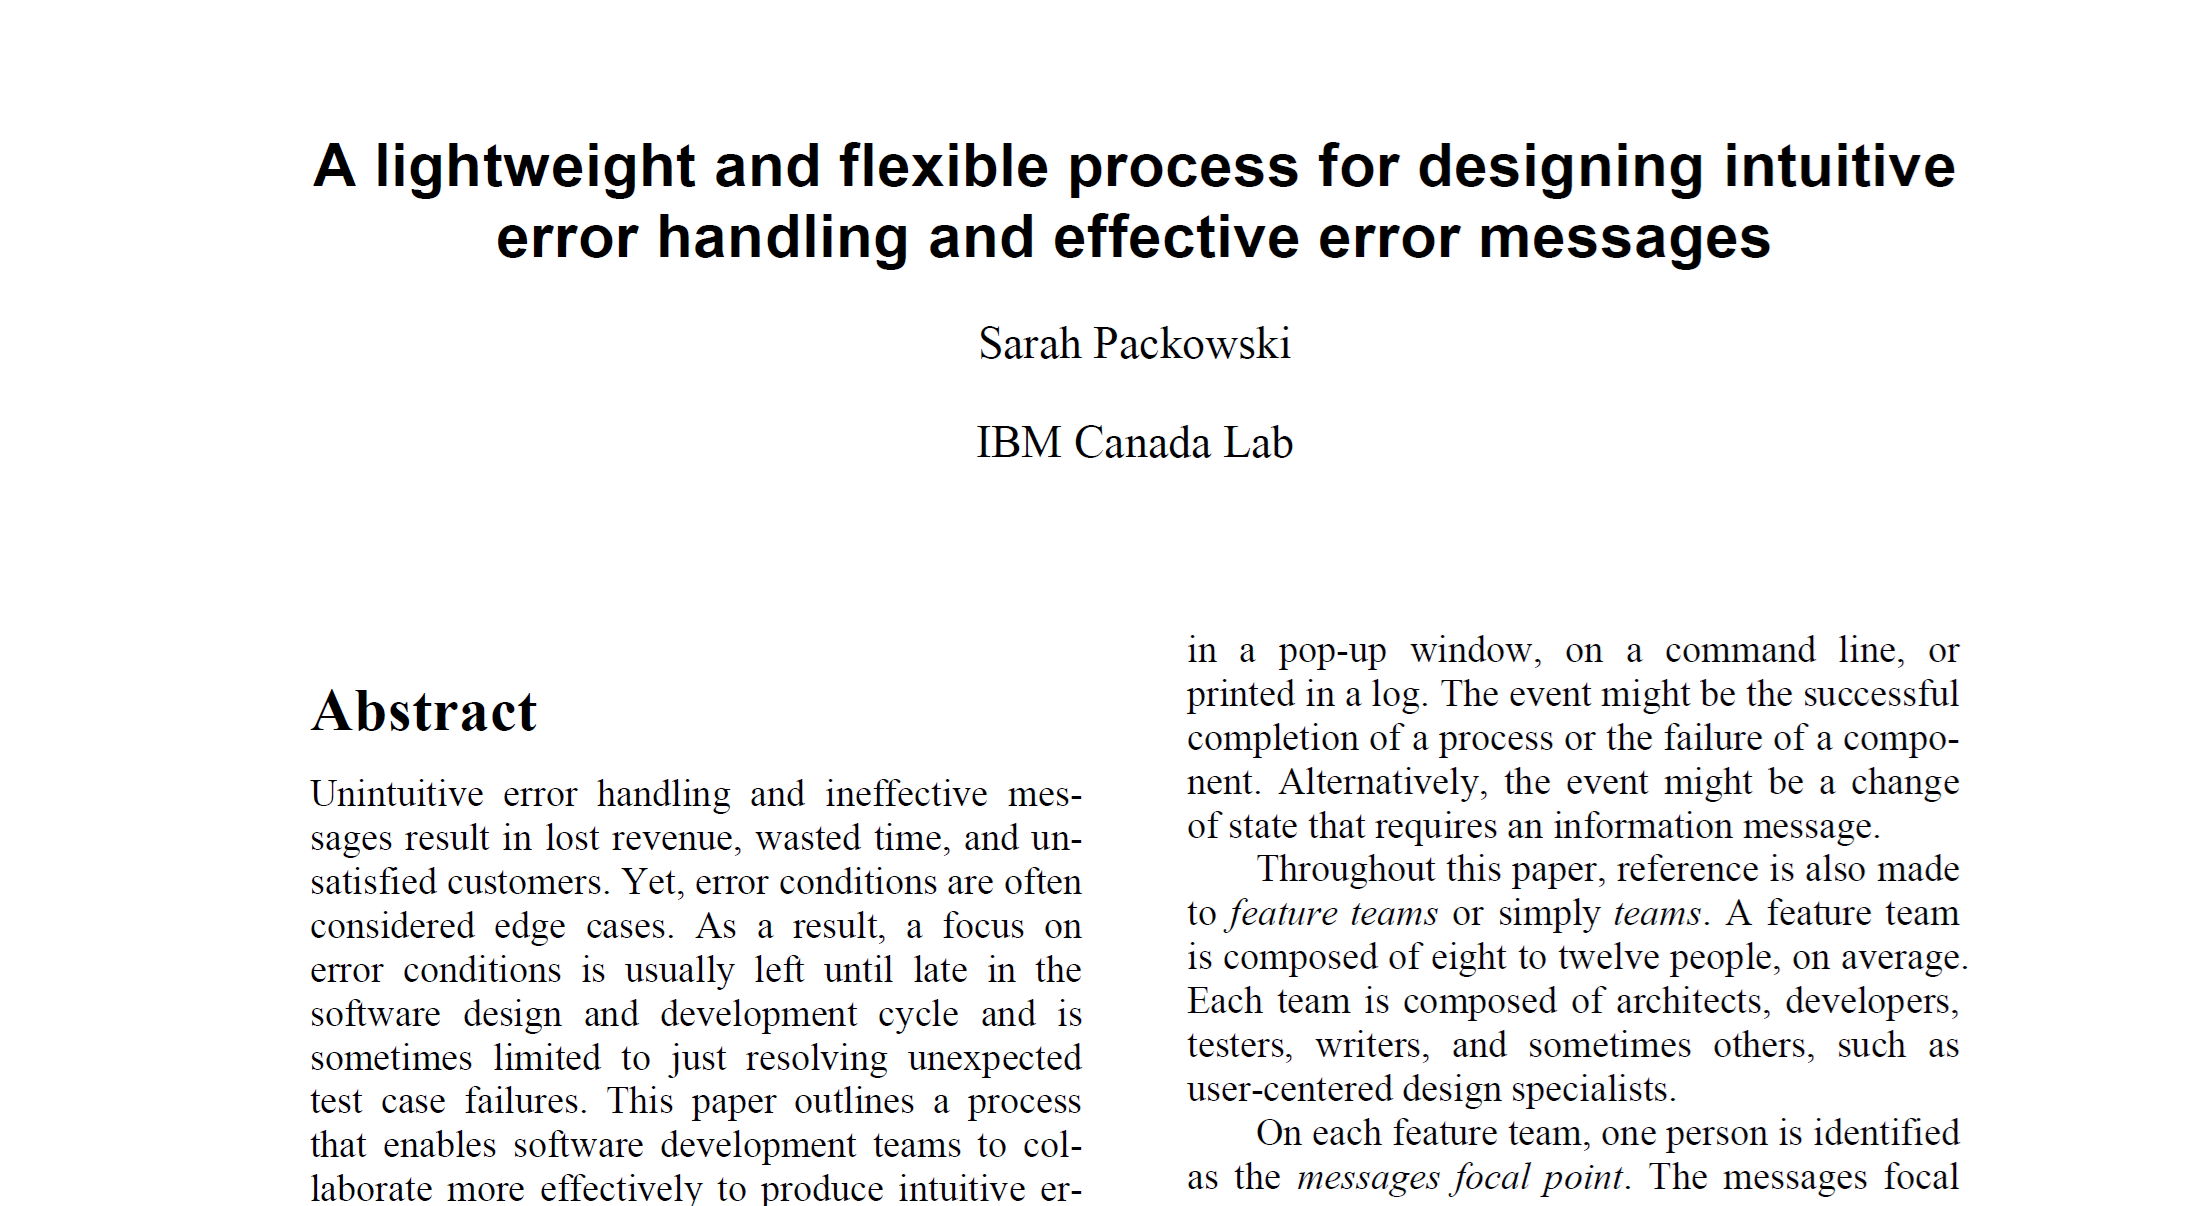 A lightweight and flexible process for designing intuitive
error handling and effective error messages
Sarah Packowski
IBM Canada Lab
Abstract
Unintuitive error handling and ineffective mes-
sages result in lost revenue, wasted time, and un-
satisfied customers. Yet, error conditions are often
considered edge cases. As a result, a focus on
error conditions is usually left until late in the
software design and development cycle and is
sometimes limited to just resolving unexpected
test case failures. This paper outlines a process
that enables software development teams to col-
laborate more effectively to produce intuitive er-
in a pop-up window, on a command line, or
printed in a log. The event might be the successful
completion of a process or the failure of a compo-
nent. Alternatively, the event might be a change
of state that requires an information message.
Throughout this paper, reference is also made
to feature teams or simply teams. A feature team
is composed of eight to twelve people, on average.
Each team is composed of architects, developers,
testers, writers, and sometimes others, such as
user-centered design specialists.
On each feature team, one person is identified
as the messages focal point. The messages focal